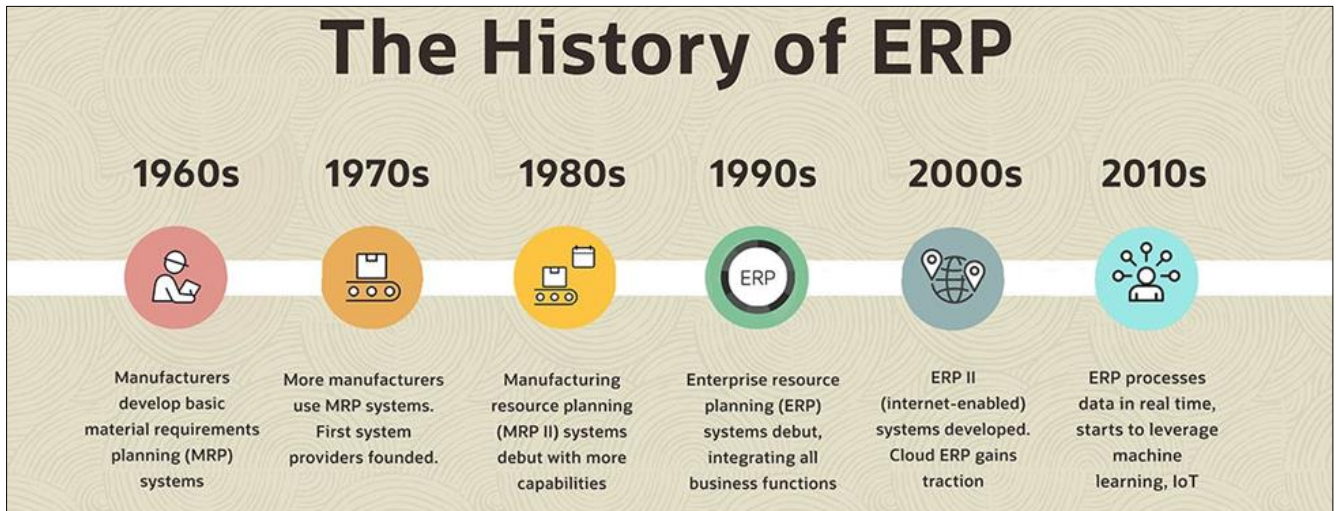 The History of ERP
1960s
1970s
1980s
1990s
2000s
2010s
ERP
Manufacturers
develop basic
material requirements
planning (MRP)
systems
More manufacturers
use MRP systems.
First system
providers founded.
Manufacturing
resource planning
(MRP II) systems
debut with more
capabilities
Enterprise resource
planning (ERP)
systems debut,
integrating all
business functions
ERP II
(internet-enabled)
systems developed.
Cloud ERP gains
traction
ERP processes
data in real time,
starts to leverage
machine
learning, IoT